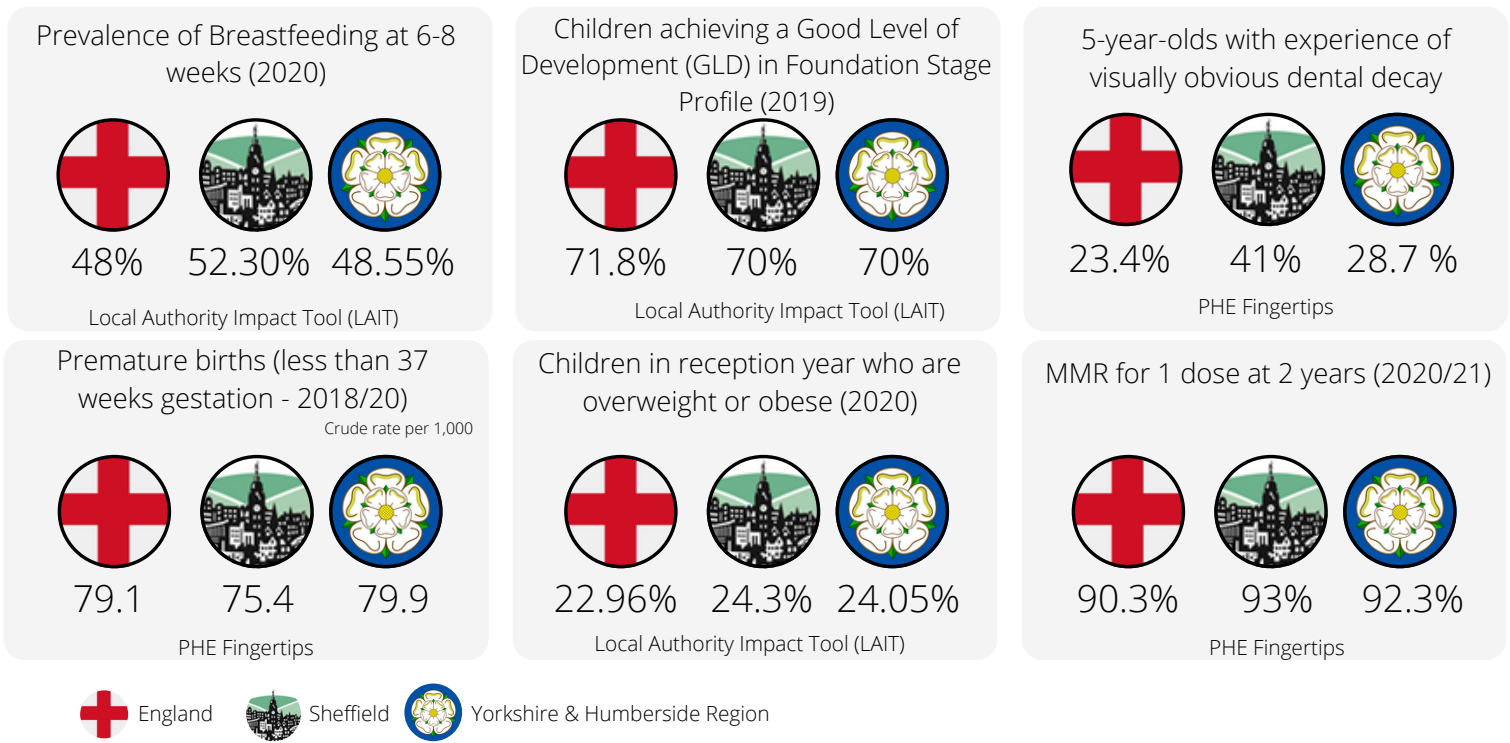 Prevalence of Breastfeeding at 6-8
weeks (2020)
48% 52.30% 48.55%
Local Authority Impact Tool (LAIT)
Children achieving a Good Level of
Development (GLD) in Foundation Stage
Profile (2019)
71.8% 70% 70%
Local Authority Impact Tool (LAIT)
5-year-olds with experience of
visually obvious dental decay
23.4% 41% 28.7 %
PHE Fingertips
Premature births (less than 37
weeks gestation - 2018/20)
Crude rate per 1,000
79.1 75.4 79.9
PHE Fingertips
Children in reception year who are
overweight or obese (2020)
22.96% 24.3% 24.05%
Local Authority Impact Tool (LAIT)
MMR for 1 dose at 2 years (2020/21)
90.3% 93% 92.3%
PHE Fingertips
England Sheffield Yorkshire & Humberside Region